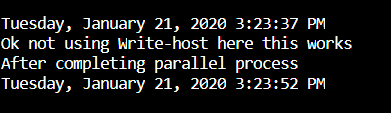 Tuesday, January 21, 2020 3:23:37 PM
Ok not using Write-host here this works
After completing parallel process
Tuesday, January 21, 2020 3:23:52 PM